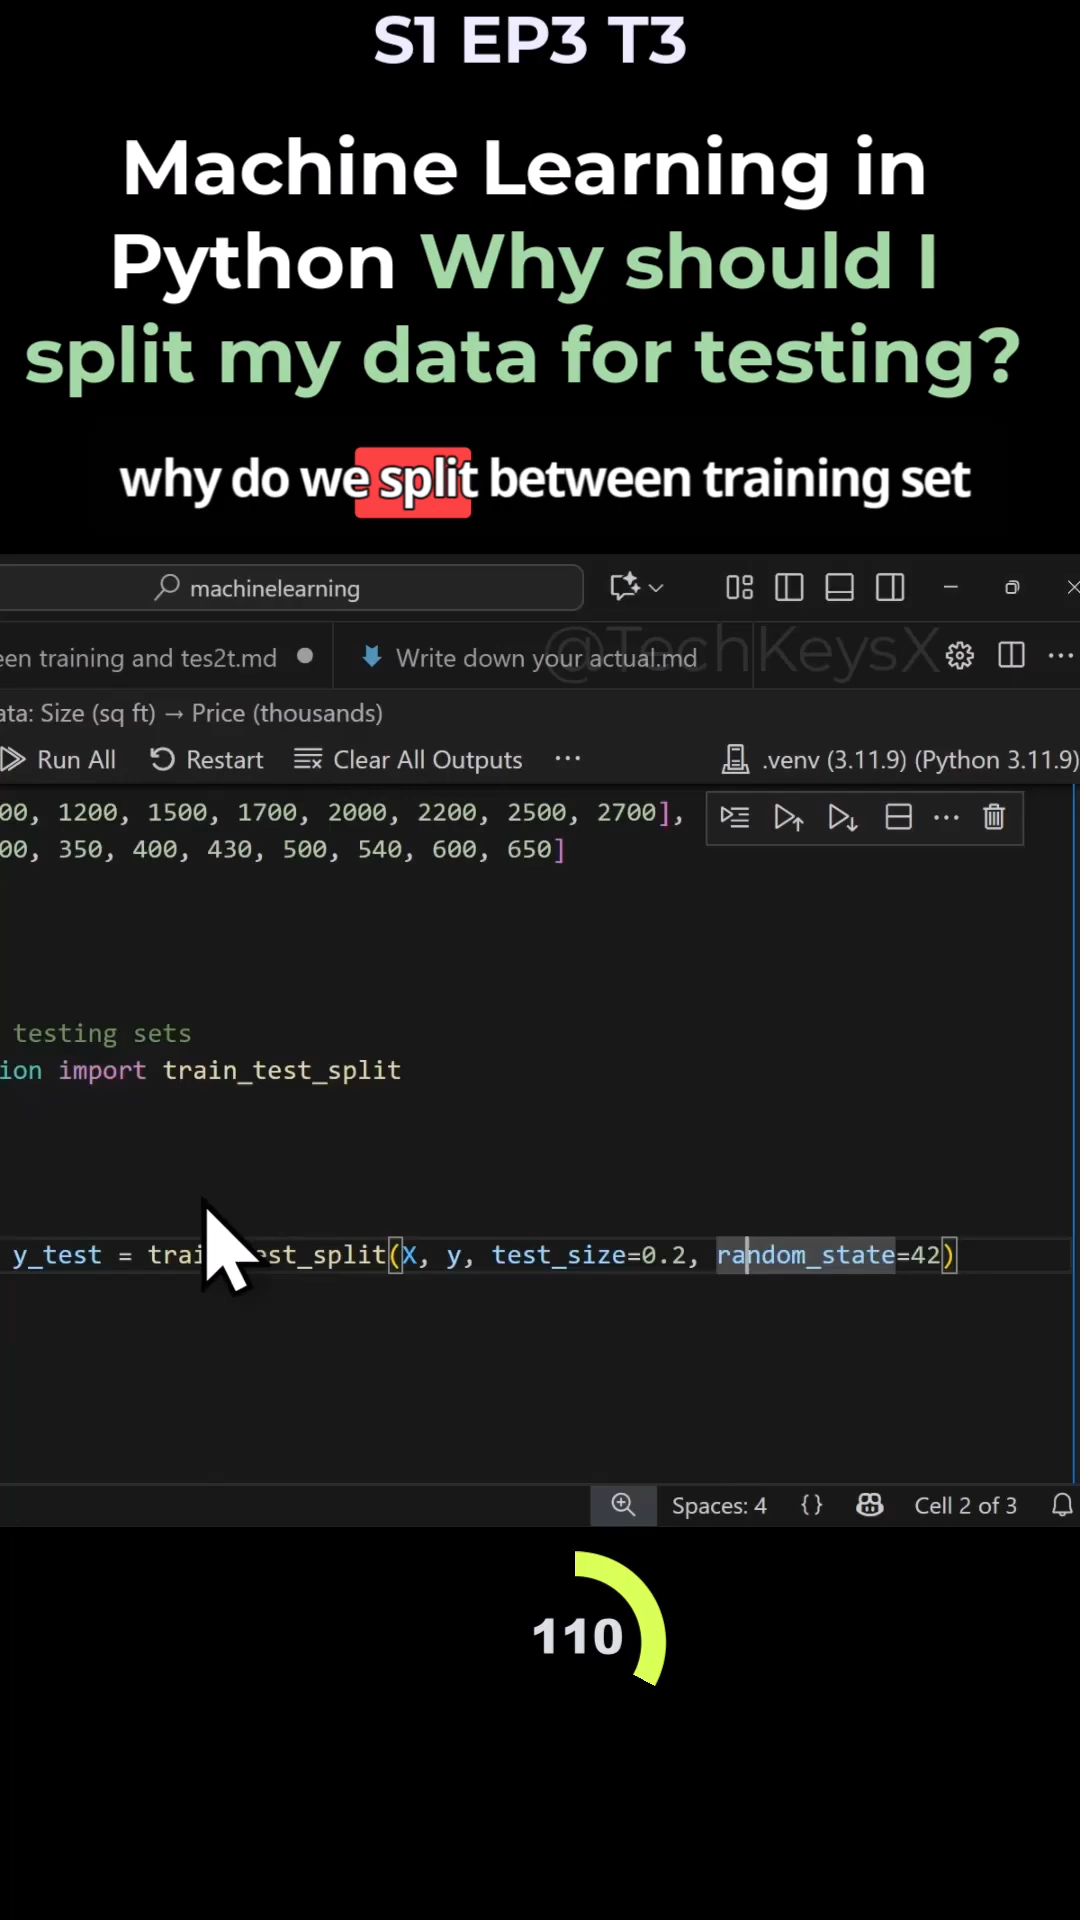 S1 EP3 T3
Machine Learning in
Python Why should I
split my data for testing?
why do we split between training set
machinelearning
een training and tes2t.md
Write down your actual.md
@TechKeysX
ata: Size (sq ft) → Price (thousands)
Run All Restart Clear All Outputs ··· .venv (3.11.9) (Python 3.11.9)
00, 1200, 1500, 1700, 2000, 2200, 2500, 2700],
00, 350, 400, 430, 500, 540, 600, 650]
testing sets
ion import train_test_split
y_test = trai est_split(X, y, test_size=0.2, random_state=42)
Spaces: 4 {} Cell 2 of 3
110